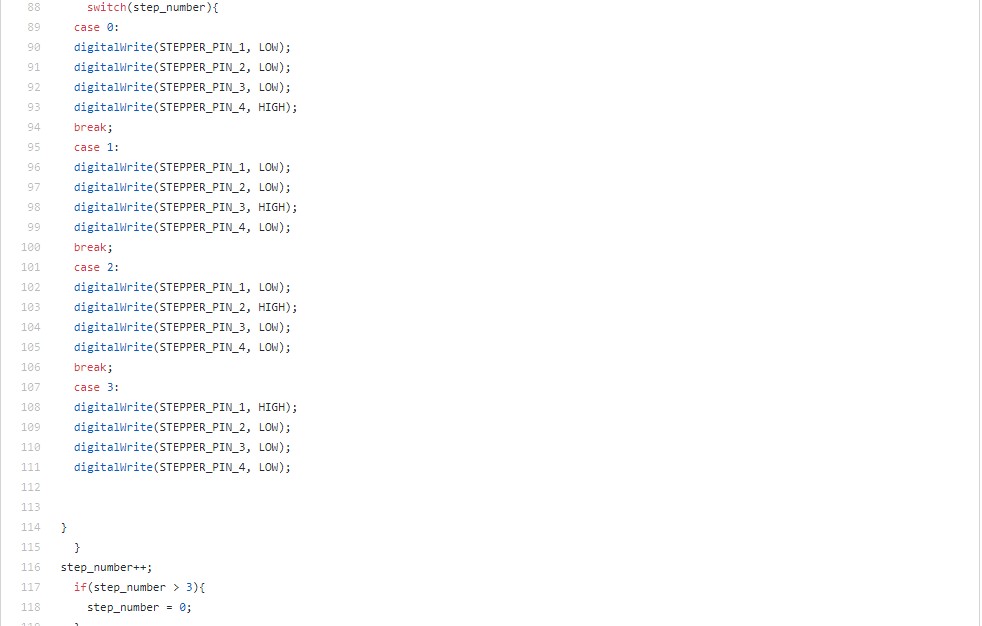 88 switch(step_number){
89 case 0:
90 digitalWrite(STEPPER_PIN_1, LOW);
91 digitalWrite(STEPPER_PIN_2, LOW);
92 digitalWrite(STEPPER_PIN_3, LOW);
93 digitalWrite(STEPPER_PIN_4, HIGH);
94 break;
95 case 1:
96 digitalWrite(STEPPER_PIN_1, LOW);
97 digitalWrite(STEPPER_PIN_2, LOW);
98 digitalWrite(STEPPER_PIN_3, HIGH);
99 digitalWrite(STEPPER_PIN_4, LOW);
100 break;
101 case 2:
102 digitalWrite(STEPPER_PIN_1, LOW);
103 digitalWrite(STEPPER_PIN_2, HIGH);
104 digitalWrite(STEPPER_PIN_3, LOW);
105 digitalWrite(STEPPER_PIN_4, LOW);
106 break;
107 case 3:
108 digitalWrite(STEPPER_PIN_1, HIGH);
109 digitalWrite(STEPPER_PIN_2, LOW);
110 digitalWrite(STEPPER_PIN_3, LOW);
111 digitalWrite(STEPPER_PIN_4, LOW);
112
113
114 }
115 }
116 step_number++;
117 if(step_number > 3){
118 step_number = 0;